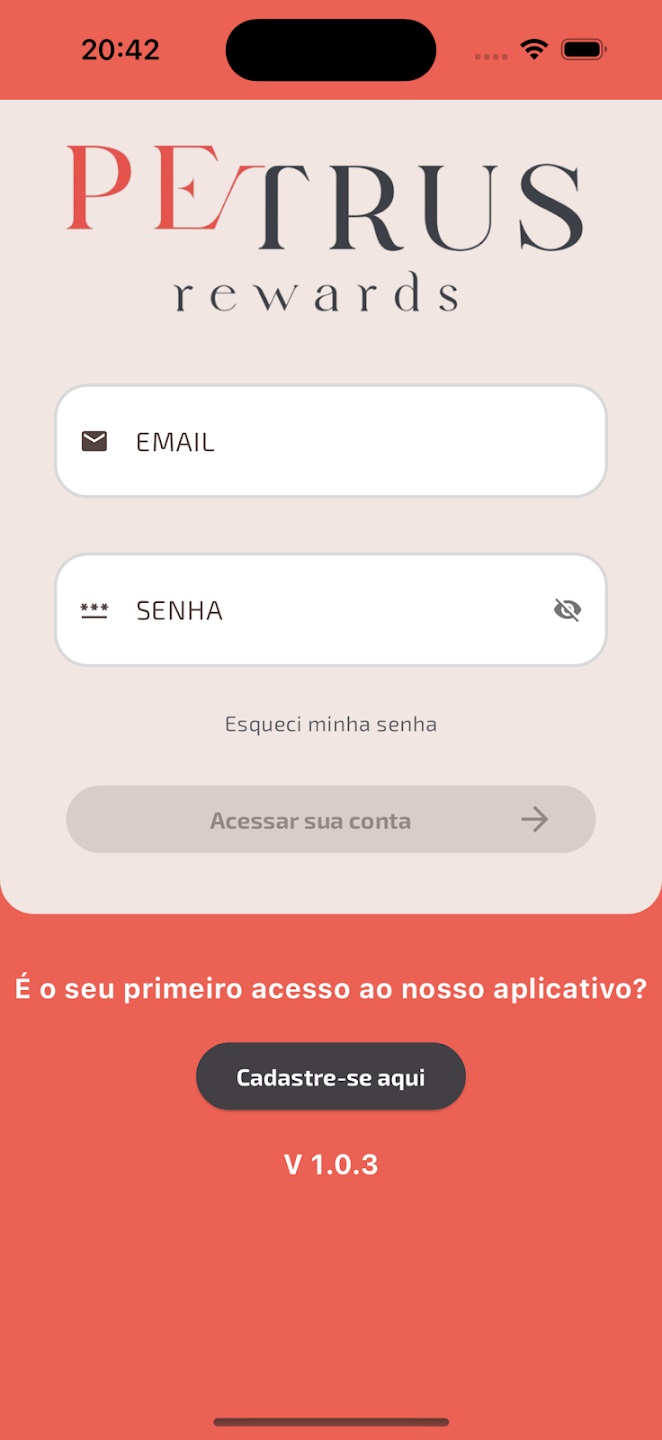 20:42
PETRUS
rewards
EMAIL
*** SENHA
Esqueci minha senha
Acessar sua conta
É o seu primeiro acesso ao nosso aplicativo?
Cadastre-se aqui
V 1.0.3